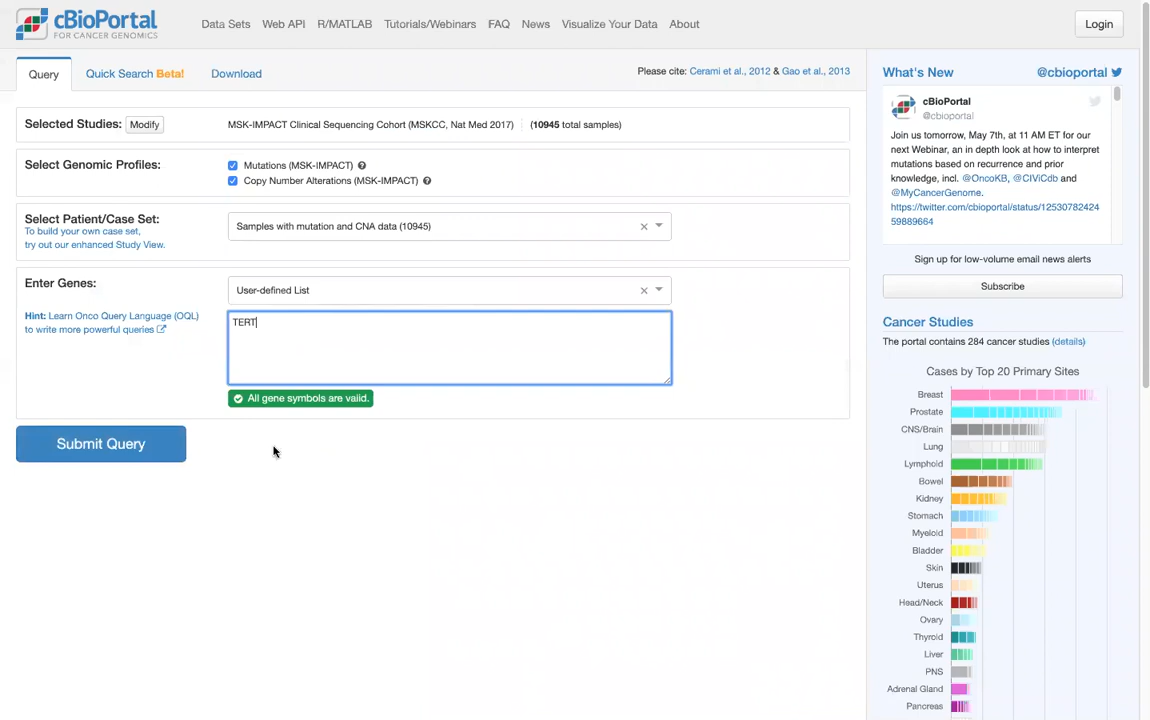 cBioPortal
FOR CANCER GENOMICS
Data Sets Web API R/MATLAB Tutorials/Webinars FAQ News Visualize Your Data About
Login
Query Quick Search Beta! Download
Please cite: Cerami et al., 2012 & Gao et al., 2013
Selected Studies: Modify
MSK-IMPACT Clinical Sequencing Cohort (MSKCC, Nat Med 2017) (10945 total samples)
Select Genomic Profiles:
Mutations (MSK-IMPACT)
Copy Number Alterations (MSK-IMPACT)
Select Patient/Case Set:
To build your own case set,
try out our enhanced Study View.
Samples with mutation and CNA data (10945)
Enter Genes:
User-defined List
Hint: Learn Onco Query Language (OQL)
to write more powerful queries
TERT
All gene symbols are valid.
Submit Query
What's New @cbioportal
cBioPortal
@cbioportal
Join us tomorrow, May 7th, at 11 AM ET for our
next Webinar, an in depth look at how to interpret
mutations based on recurrence and prior
knowledge, incl. @OncoKB, @CIViCdb and
@MyCancerGenome.
https://twitter.com/cbioportal/status/12530782424
59889664
Sign up for low-volume email news alerts
Subscribe
Cancer Studies
The portal contains 284 cancer studies (details)
Cases by Top 20 Primary Sites
Breast
Prostate
CNS/Brain
Lung
Lymphoid
Bowel
Kidney
Stomach
Myeloid
Bladder
Skin
Uterus
Head/Neck
Ovary
Thyroid
Liver
PNS
Adrenal Gland
Pancreas